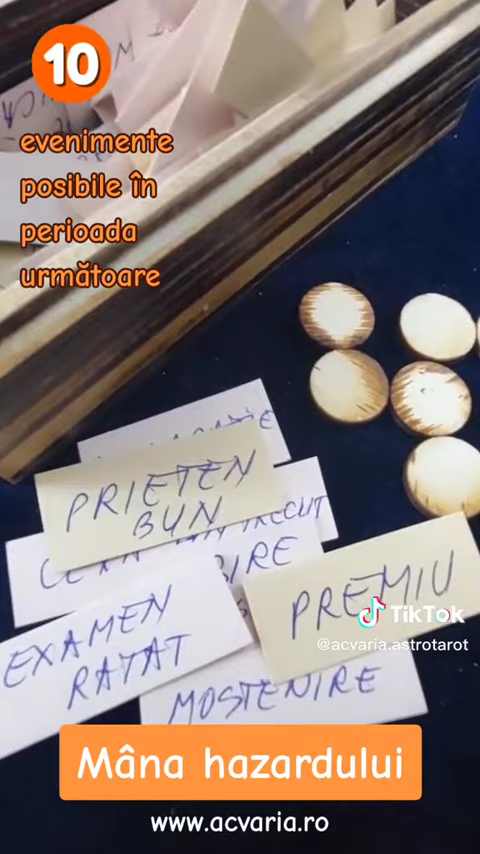 10
evenimente
posibile în
perioada
următoare
PRIETEN
BUN
TRECUT
EXAMEN
RATAT
PREMIU
TikTok
@acvaria.astrotarot
MOSTENIRE
Mâna hazardului
www.acvaria.ro